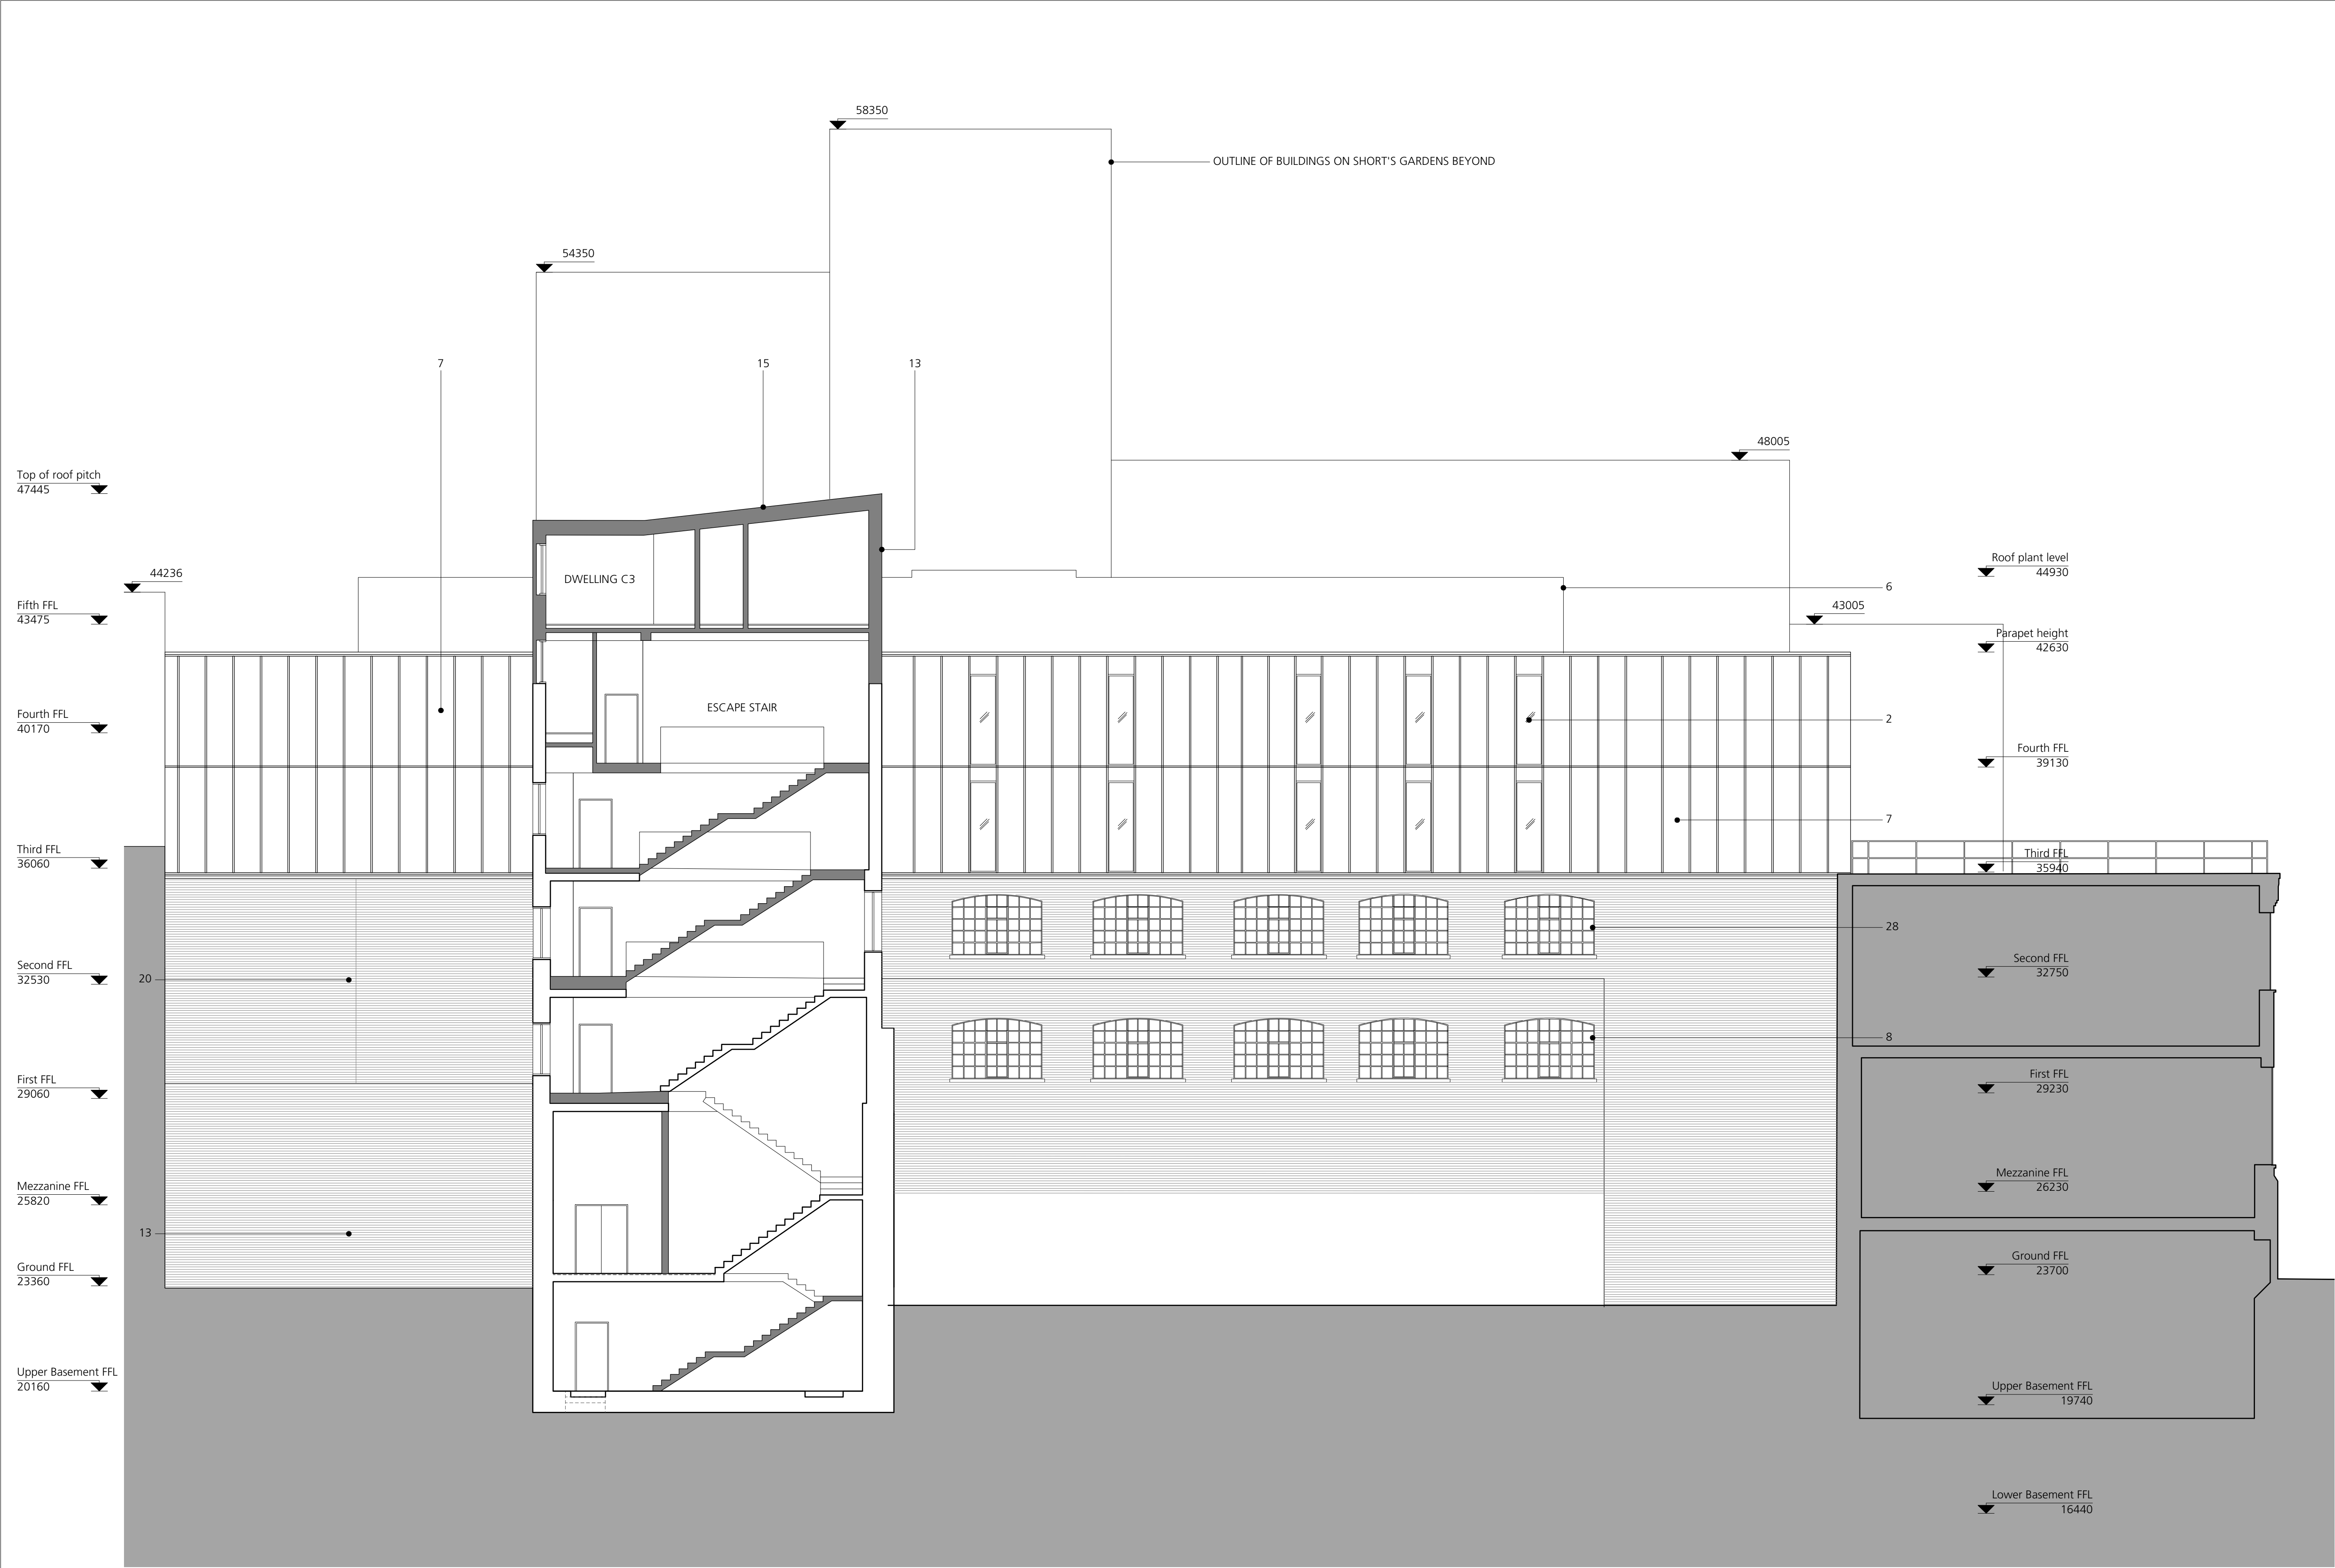 58350
OUTLINE OF BUILDINGS ON SHORT'S GARDENS BEYOND
54350
7
15
13
48005
Top of roof pitch
47445
Roof plant level
44930
44236
DWELLING C3
6
Fifth FFL
43475
43005
Parapet height
42630
ESCAPE STAIR
Fourth FFL
40170
2
Fourth FFL
39130
7
Third FFL
36060
Third FFL
35940
28
Second FFL
32530
20
Second FFL
32750
8
First FFL
29060
First FFL
29230
Mezzanine FFL
25820
Mezzanine FFL
26230
13
Ground FFL
23360
Ground FFL
23700
Upper Basement FFL
20160
Upper Basement FFL
19740
Lower Basement FFL
16440